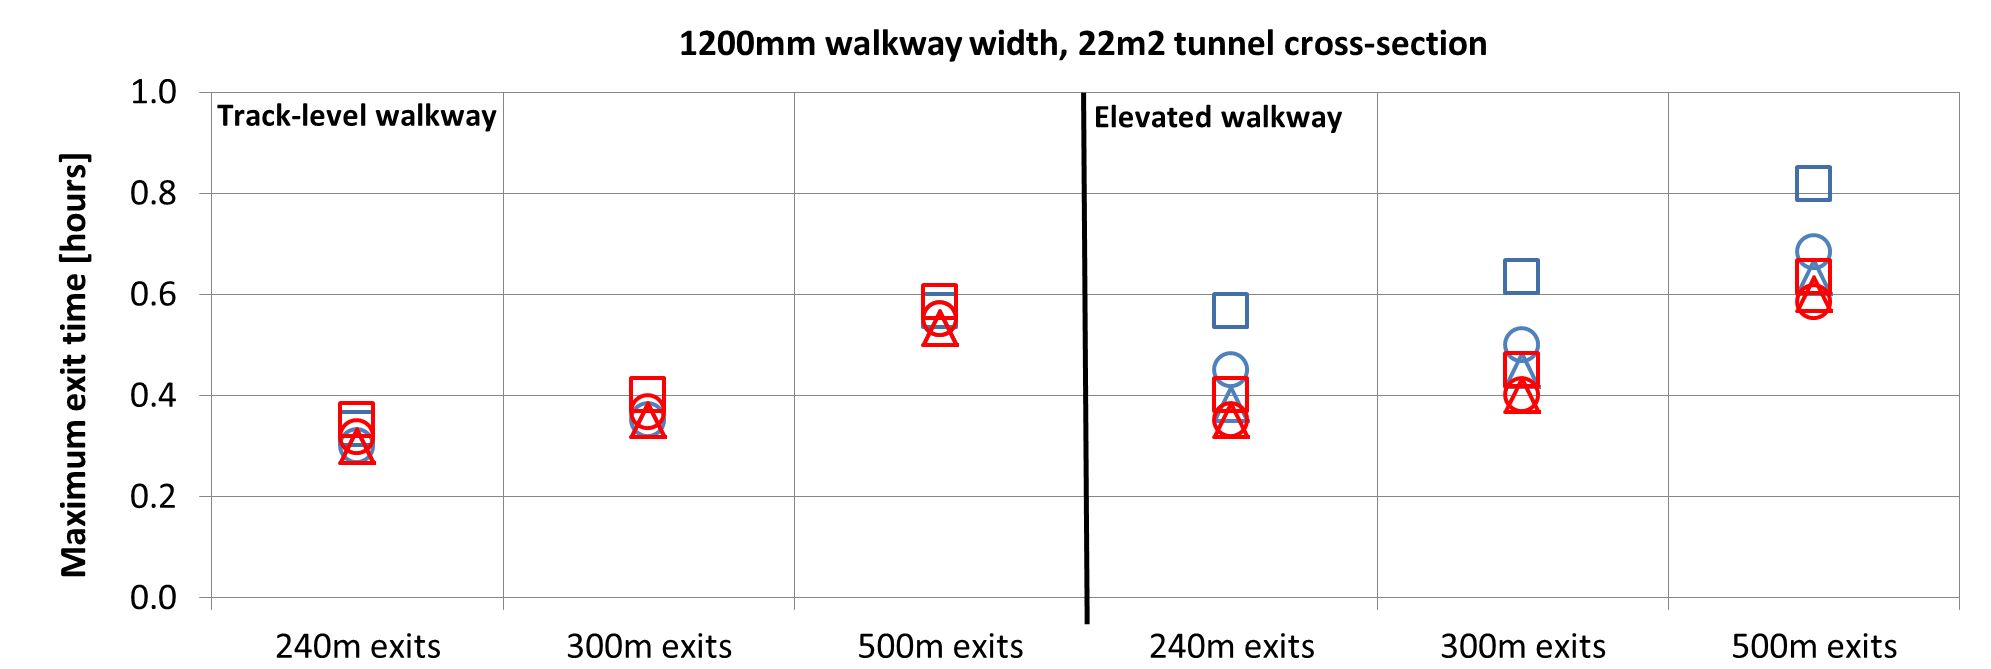 1200mm walkway width, 22m2 tunnel cross-section
Maximum exit time [hours]
1.0
0.8
0.6
0.4
0.2
0.0
Track-level walkway
Elevated walkway
240m exits
300m exits
500m exits
240m exits
300m exits
500m exits